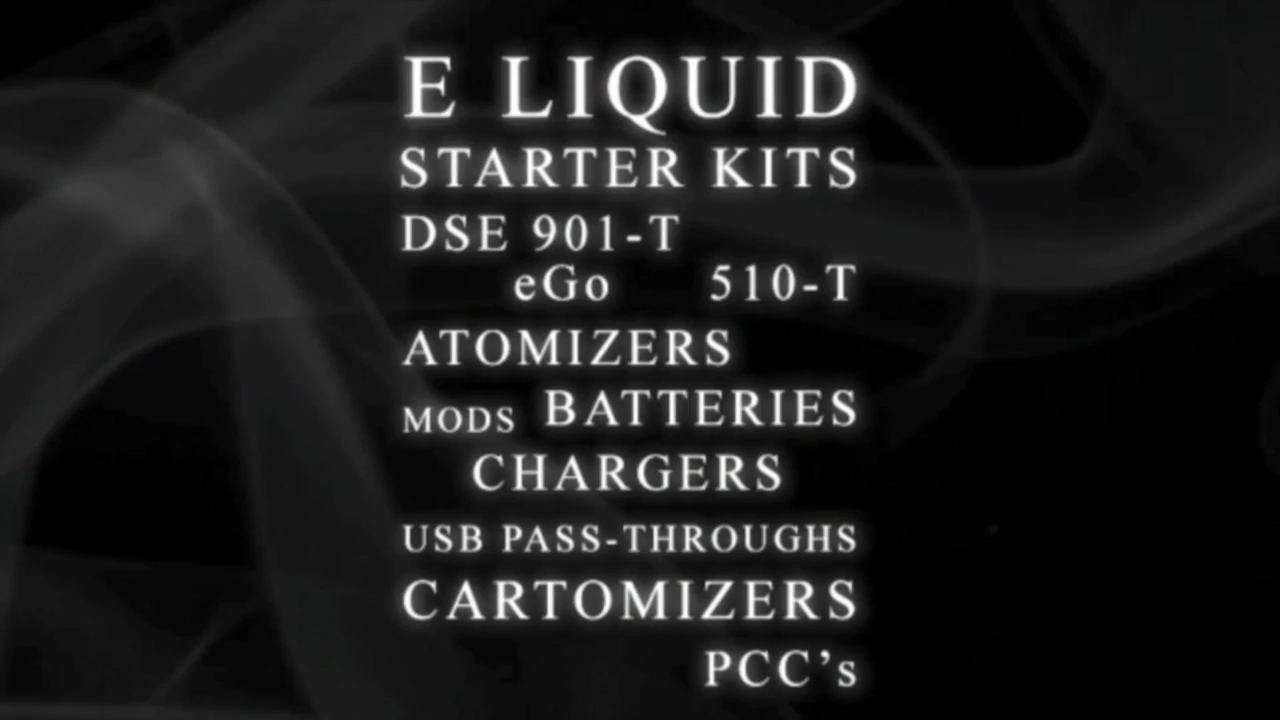 E LIQUID
STARTER KITS
DSE 901-T
eGo 510-T
ATOMIZERS
MODS BATTERIES
CHARGERS
USB PASS-THROUGHS
CARTOMIZERS
PCC's